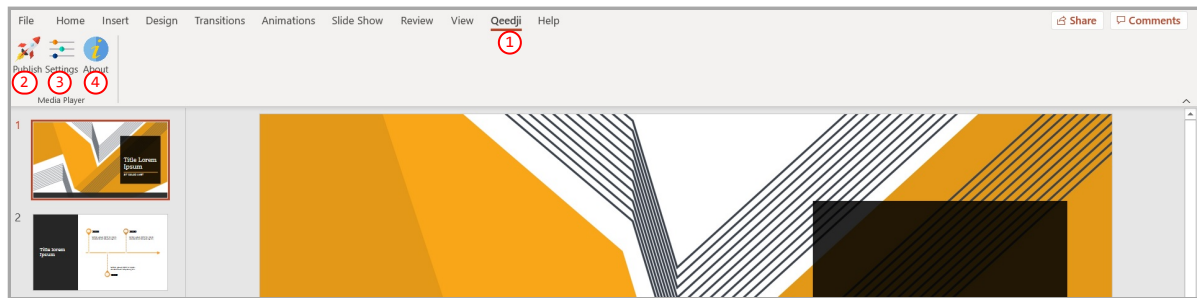 File Home Insert Design Transitions Animations Slide Show Review View Qeedji Help Share Comments
1
Publish Settings About
2 3 4
Media Player
1
Title Lorem
Ipsum
2
Title lorem
Ipsum